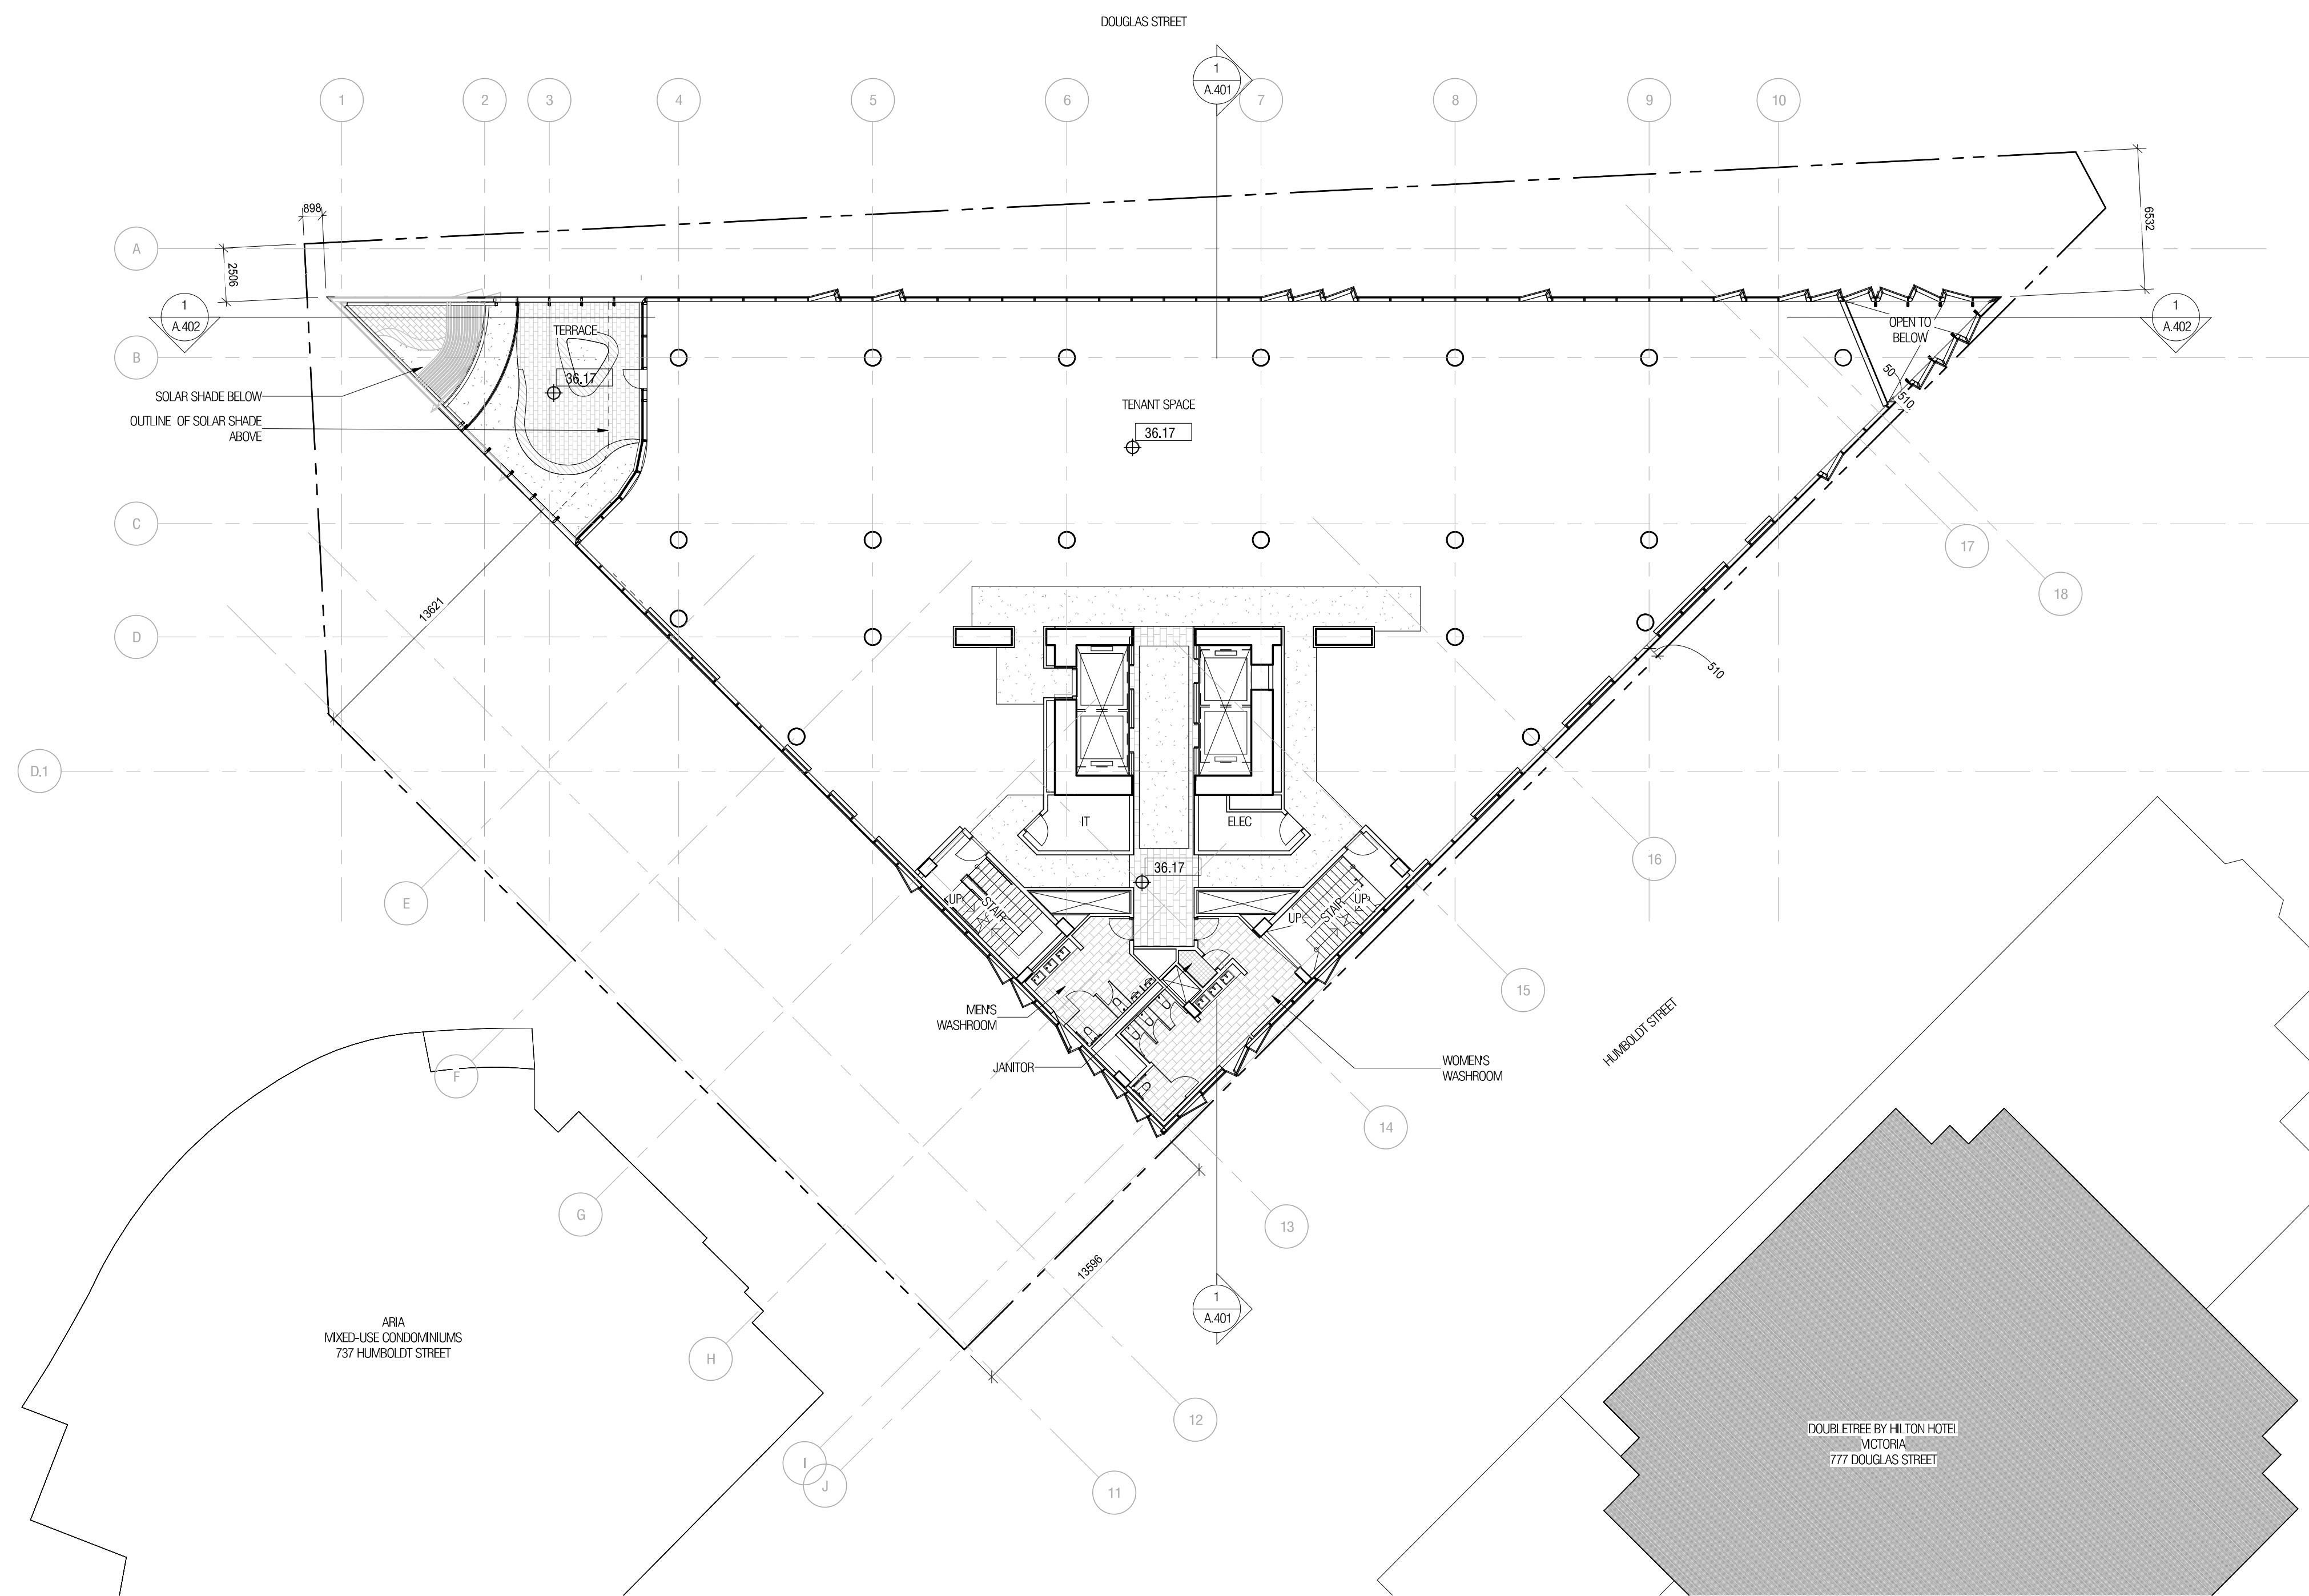 DOUGLAS STREET
1
A.401
1
2
3
4
5
6
7
8
9
10
898
6532
A
2506
1
A.402
1
A.402
TERRACE
OPEN TO
BELOW
B
36.17
50
510
SOLAR SHADE BELOW
TENANT SPACE
OUTLINE OF SOLAR SHADE
ABOVE
36.17
C
17
13621
18
D
510
D.1
IT
ELEC
16
36.17
E
UP
STAIR
UP
STAIR
UP
15
MEN'S
WASHROOM
HUMBOLDT STREET
JANITOR
WOMEN'S
WASHROOM
F
14
G
13
13596
1
A.401
ARIA
MIXED-USE CONDOMINIUMS
737 HUMBOLDT STREET
H
12
DOUBLETREE BY HILTON HOTEL
VICTORIA
777 DOUGLAS STREET
I
J
11